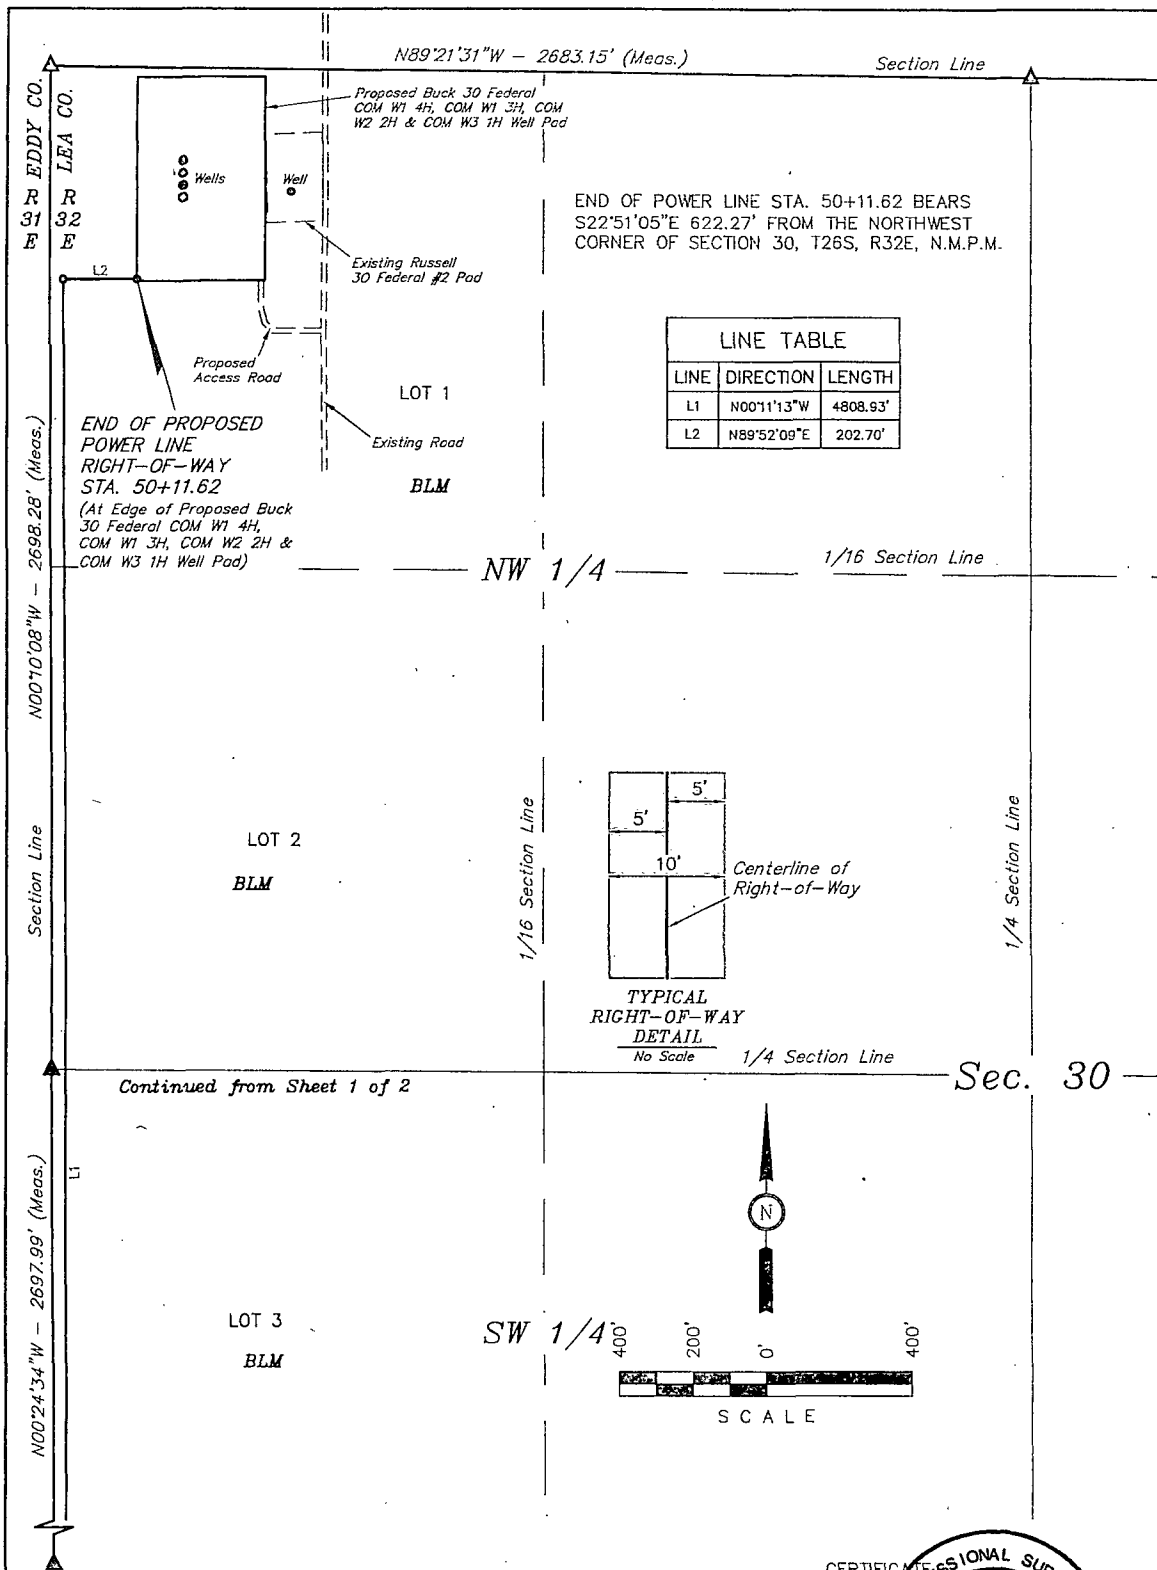 N89°21'31"W – 2683.15' (Meas.)
Section Line
EDDY CO.
LEA CO.
R
31
E
R
32
E
Proposed Buck 30 Federal
COM W1 4H, COM W1 3H, COM
W2 2H & COM W3 1H Well Pad
Wells
Well
END OF POWER LINE STA. 50+11.62 BEARS
S22°51'05"E 622.27' FROM THE NORTHWEST
CORNER OF SECTION 30, T26S, R32E, N.M.P.M.
L2
Existing Russell
30 Federal #2 Pad
LINE TABLE
LINE DIRECTION LENGTH
L1 N00°11'13"W 4808.93'
L2 N89°52'09"E 202.70'
Proposed
Access Road
LOT 1
Existing Road
BLM
END OF PROPOSED
POWER LINE
RIGHT-OF-WAY
STA. 50+11.62
(At Edge of Proposed Buck
30 Federal COM W1 4H,
COM W1 3H, COM W2 2H &
COM W3 1H Well Pad)
N00°10'08"W – 2698.28' (Meas.)
NW 1/4
1/16 Section Line
Section Line
LOT 2
BLM
1/16 Section Line
5'
5'
10'
Centerline of
Right-of-Way
1/4 Section Line
TYPICAL
RIGHT-OF-WAY
DETAIL
No Scale
1/4 Section Line
Sec. 30
Continued from Sheet 1 of 2
L1
N00°24'34"W – 2697.99' (Meas.)
N
LOT 3
BLM
SW 1/4
400'
200'
0'
400'
SCALE
CERTIFICATE
SSIONAL SUR